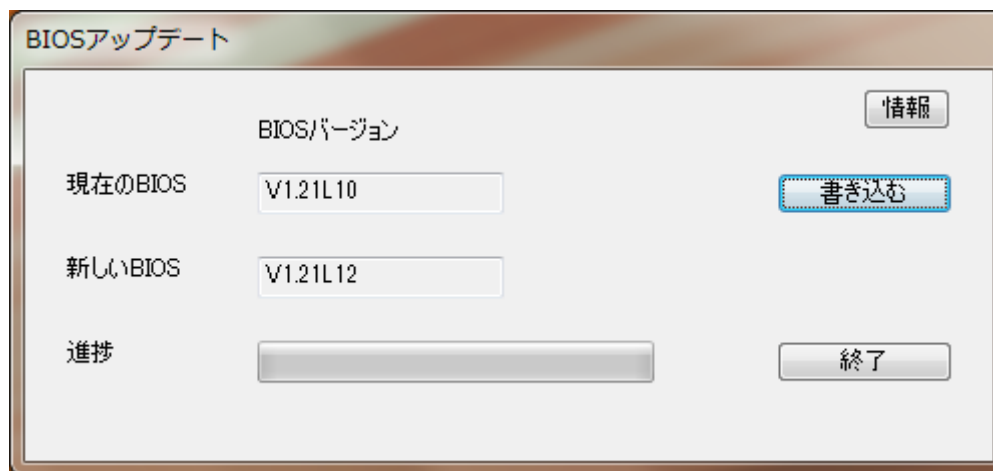 BIOSアップデート
情報
BIOSバージョン
現在のBIOS V1.21L10 書き込む
新しいBIOS V1.21L12
進捗 終了